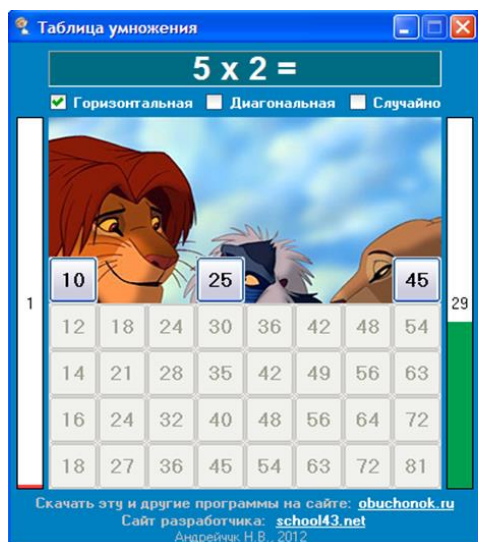 Таблица умножения
5 x 2 =
Горизонтальная Диагональная Случайно
10 25 45
1
29
12 18 24 30 36 42 48 54
14 21 28 35 42 49 56 63
16 24 32 40 48 56 64 72
18 27 36 45 54 63 72 81
Скачать эту и другие программы на сайте: obuchonok.ru
Сайт разработчика: school43.net
Андрейчик Н.В., 2012